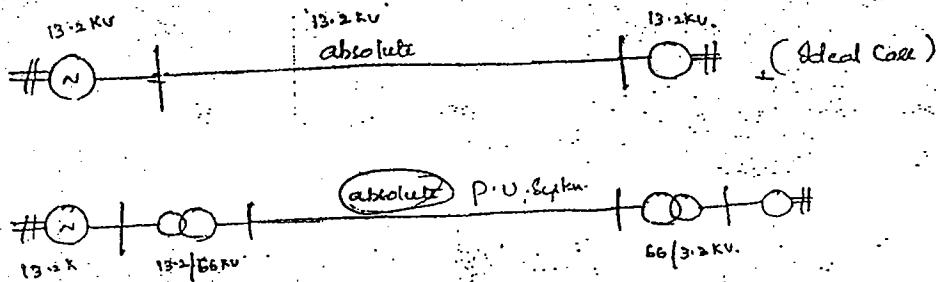 13.2 KV 13.2 KV 13.2 KV.
absolute (Ideal Case)
absolute P.U. System.
13.2 K 13.2/66 KV 66/3.2 KV.